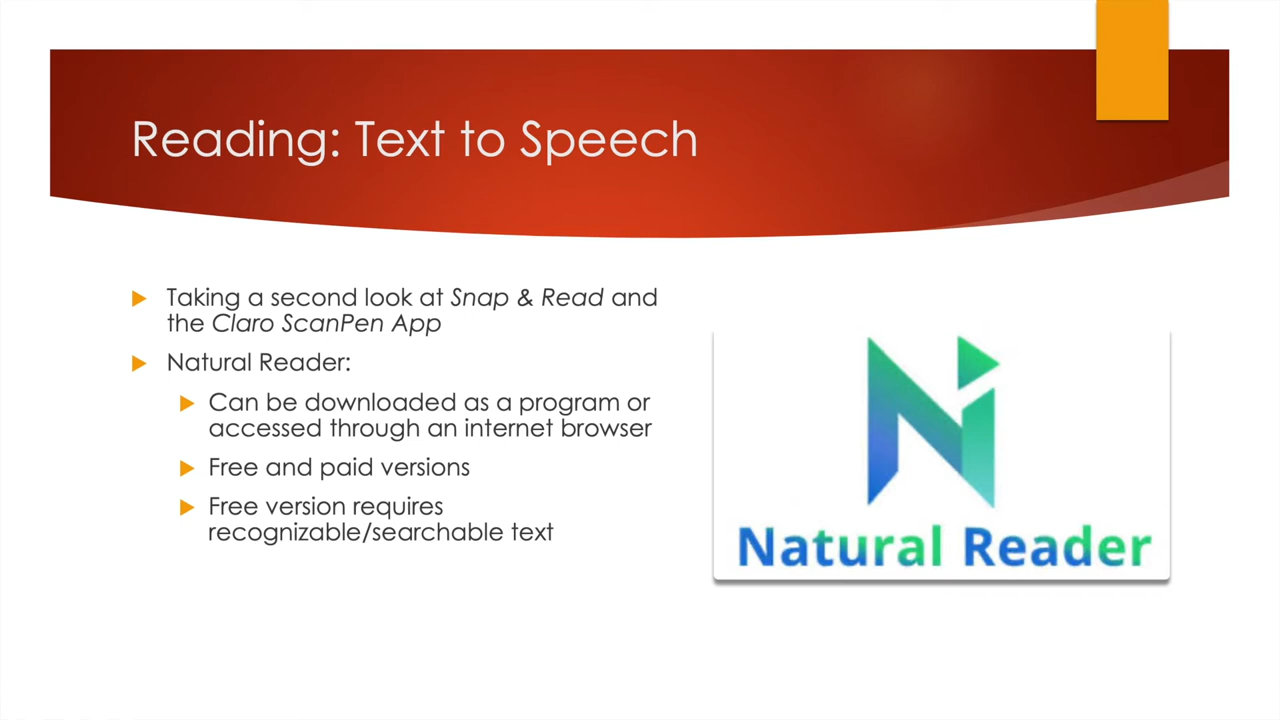 Reading: Text to Speech
Taking a second look at Snap & Read and
the Claro ScanPen App
Natural Reader:
Can be downloaded as a program or
accessed through an internet browser
Free and paid versions
Free version requires
recognizable/searchable text
Natural Reader